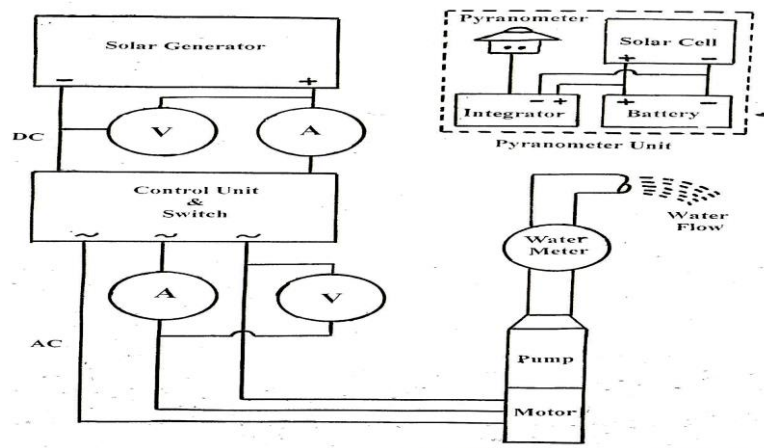 Solar Generator
− +
V
A
DC
Control Unit
&
Switch
~ ~ ~
A
V
AC
Pyranometer
Solar Cell
+ −
− +
Integrator
+ −
Battery
Pyranometer Unit
Water
Flow
Water
Meter
Pump
Motor